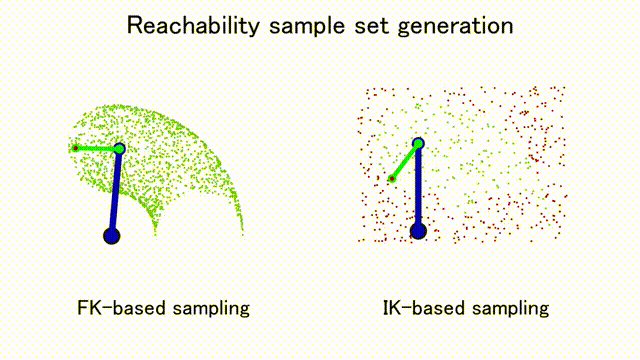 Reachability sample set generation
FK-based sampling
IK-based sampling